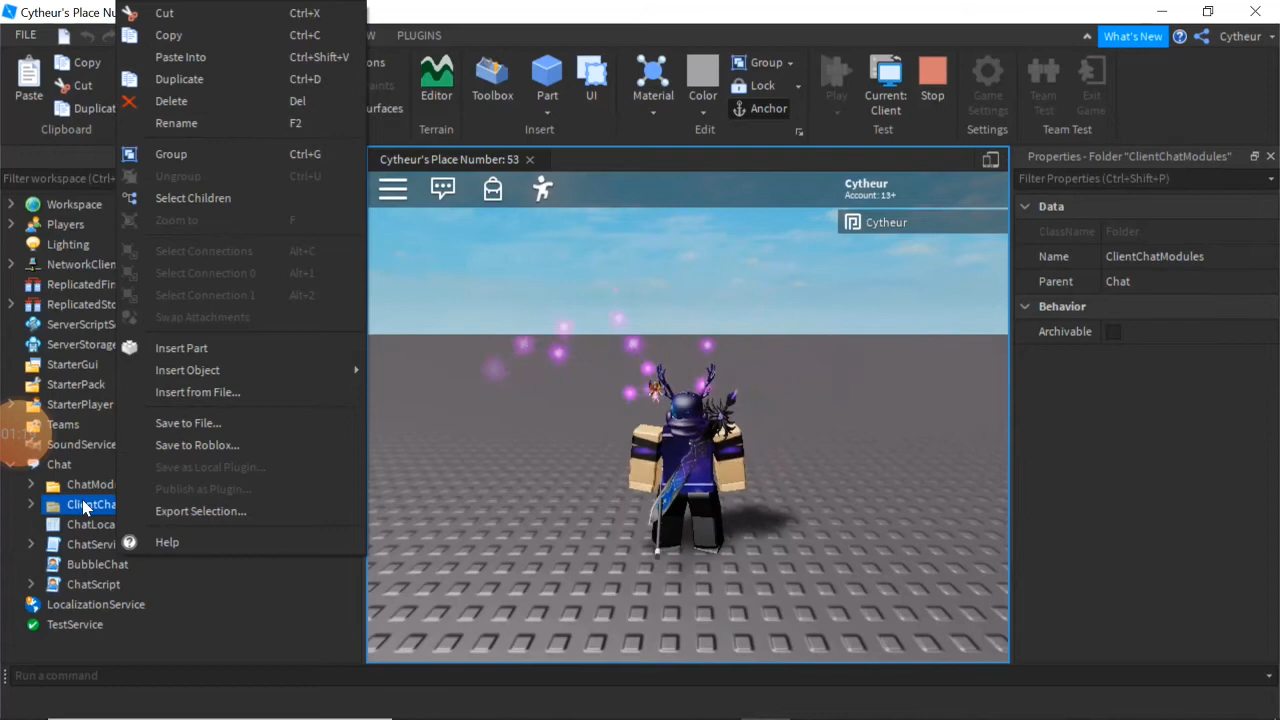 Cytheur's Place Nu
FILE
W
PLUGINS
What's New
Cytheur
Paste
Copy
Cut
Duplicat
Clipboard
ons
aints
urfaces
Editor
Terrain
Toolbox
Part
UI
Insert
Material
Color
Group
Lock
Anchor
Edit
Play
Current:
Client
Stop
Test
Game
Settings
Settings
Team
Test
Exit
Game
Team Test
Cut Ctrl+X
Copy Ctrl+C
Paste Into Ctrl+Shift+V
Duplicate Ctrl+D
Delete Del
Rename F2
Group Ctrl+G
Ungroup Ctrl+U
Select Children
Zoom to F
Select Connections Alt+C
Select Connection 0 Alt+1
Select Connection 1 Alt+2
Swap Attachments
Insert Part
Insert Object
Insert from File...
Save to File...
Save to Roblox...
Save as Local Plugin...
Publish as Plugin...
Export Selection...
Help
Filter workspace (Ctrl+
Workspace
Players
Lighting
NetworkClien
ReplicatedFir
ReplicatedSto
ServerScriptS
ServerStorage
StarterGui
StarterPack
StarterPlayer
Teams
SoundService
Chat
ChatMod
ClientCha
ChatLoca
ChatServi
BubbleChat
ChatScript
LocalizationService
TestService
Cytheur's Place Number: 53
Cytheur
Account: 13+
Cytheur
Properties - Folder "ClientChatModules"
Filter Properties (Ctrl+Shift+P)
Data
ClassName Folder
Name ClientChatModules
Parent Chat
Behavior
Archivable
Run a command